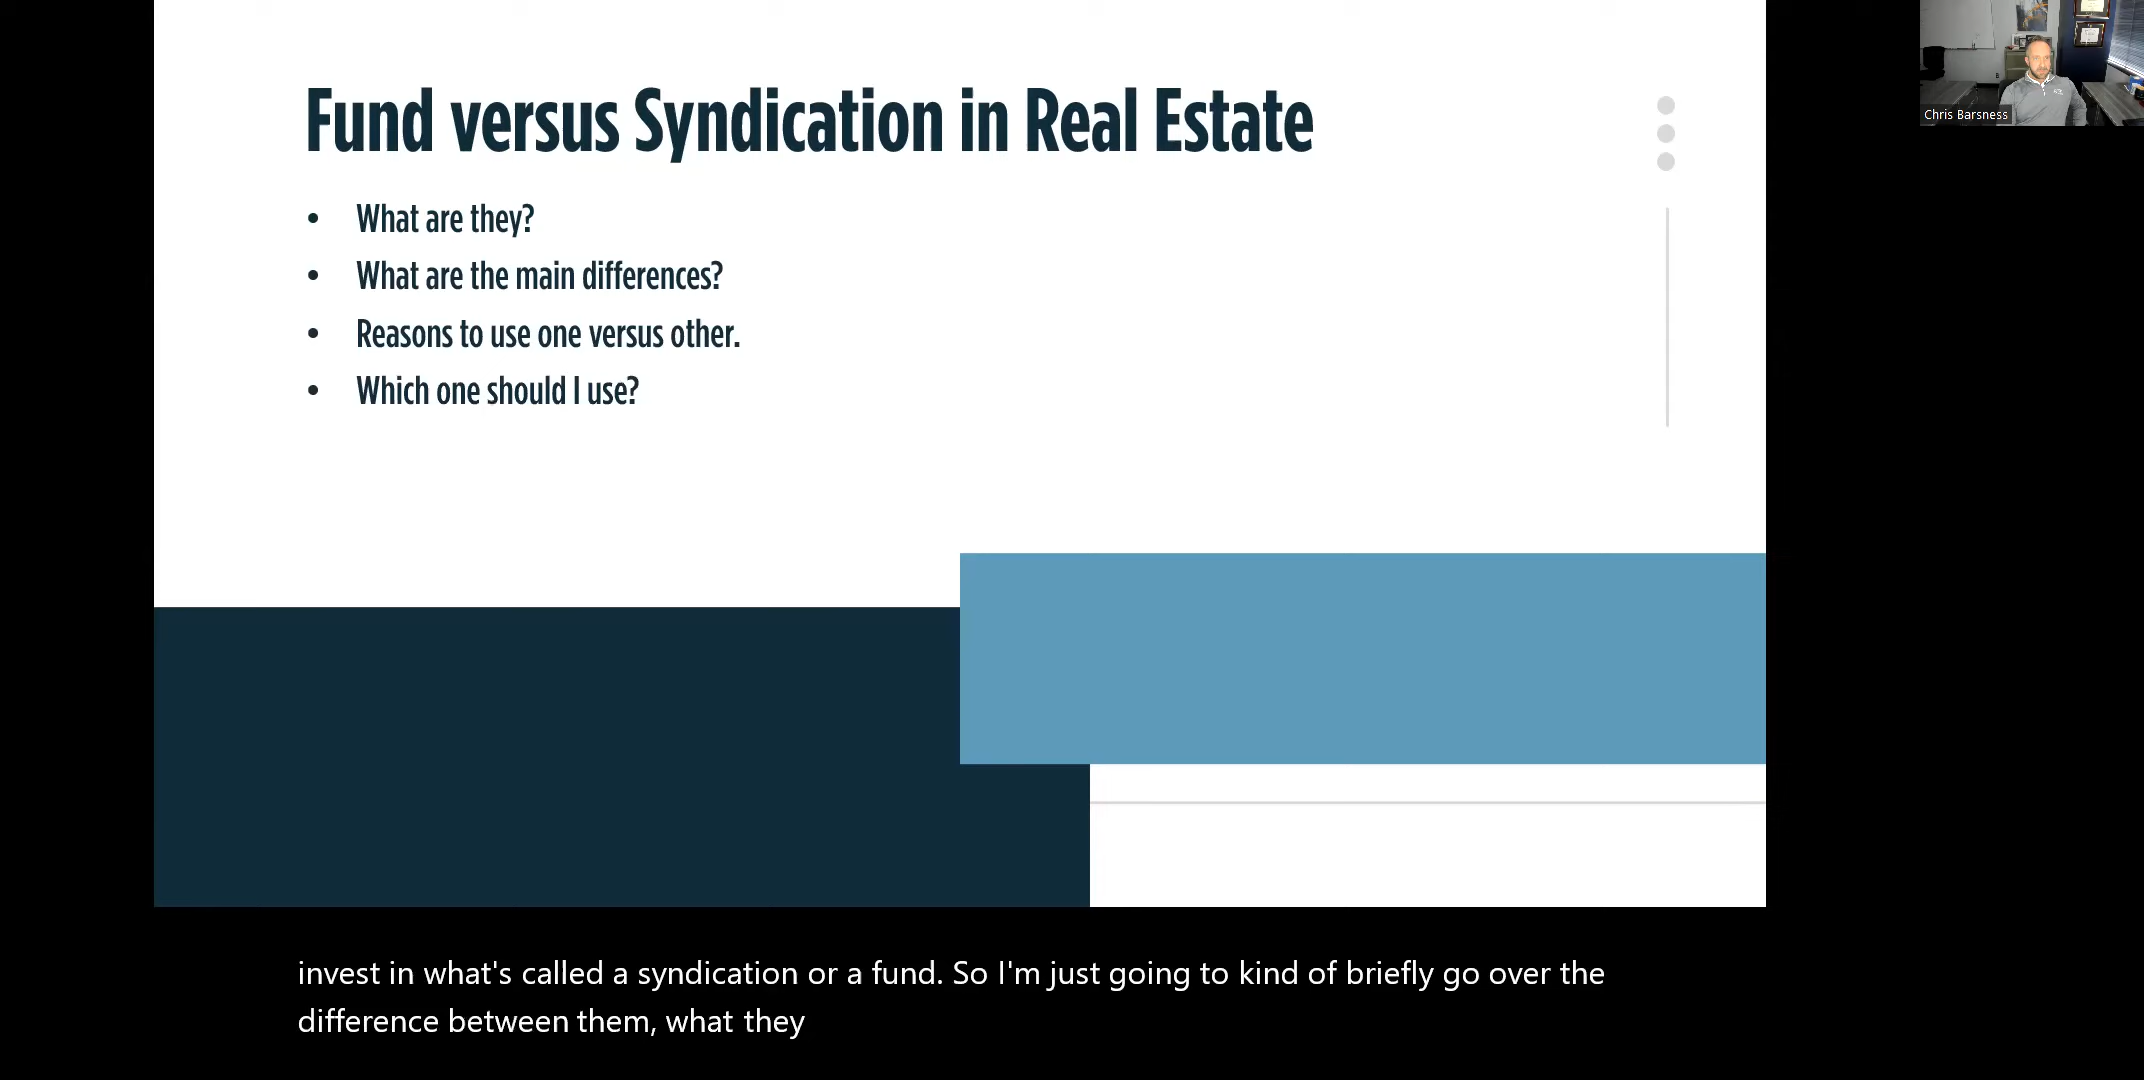 Fund versus Syndication in Real Estate
• What are they?
• What are the main differences?
• Reasons to use one versus other.
• Which one should I use?
Chris Barsness
invest in what's called a syndication or a fund. So I'm just going to kind of briefly go over the
difference between them, what they